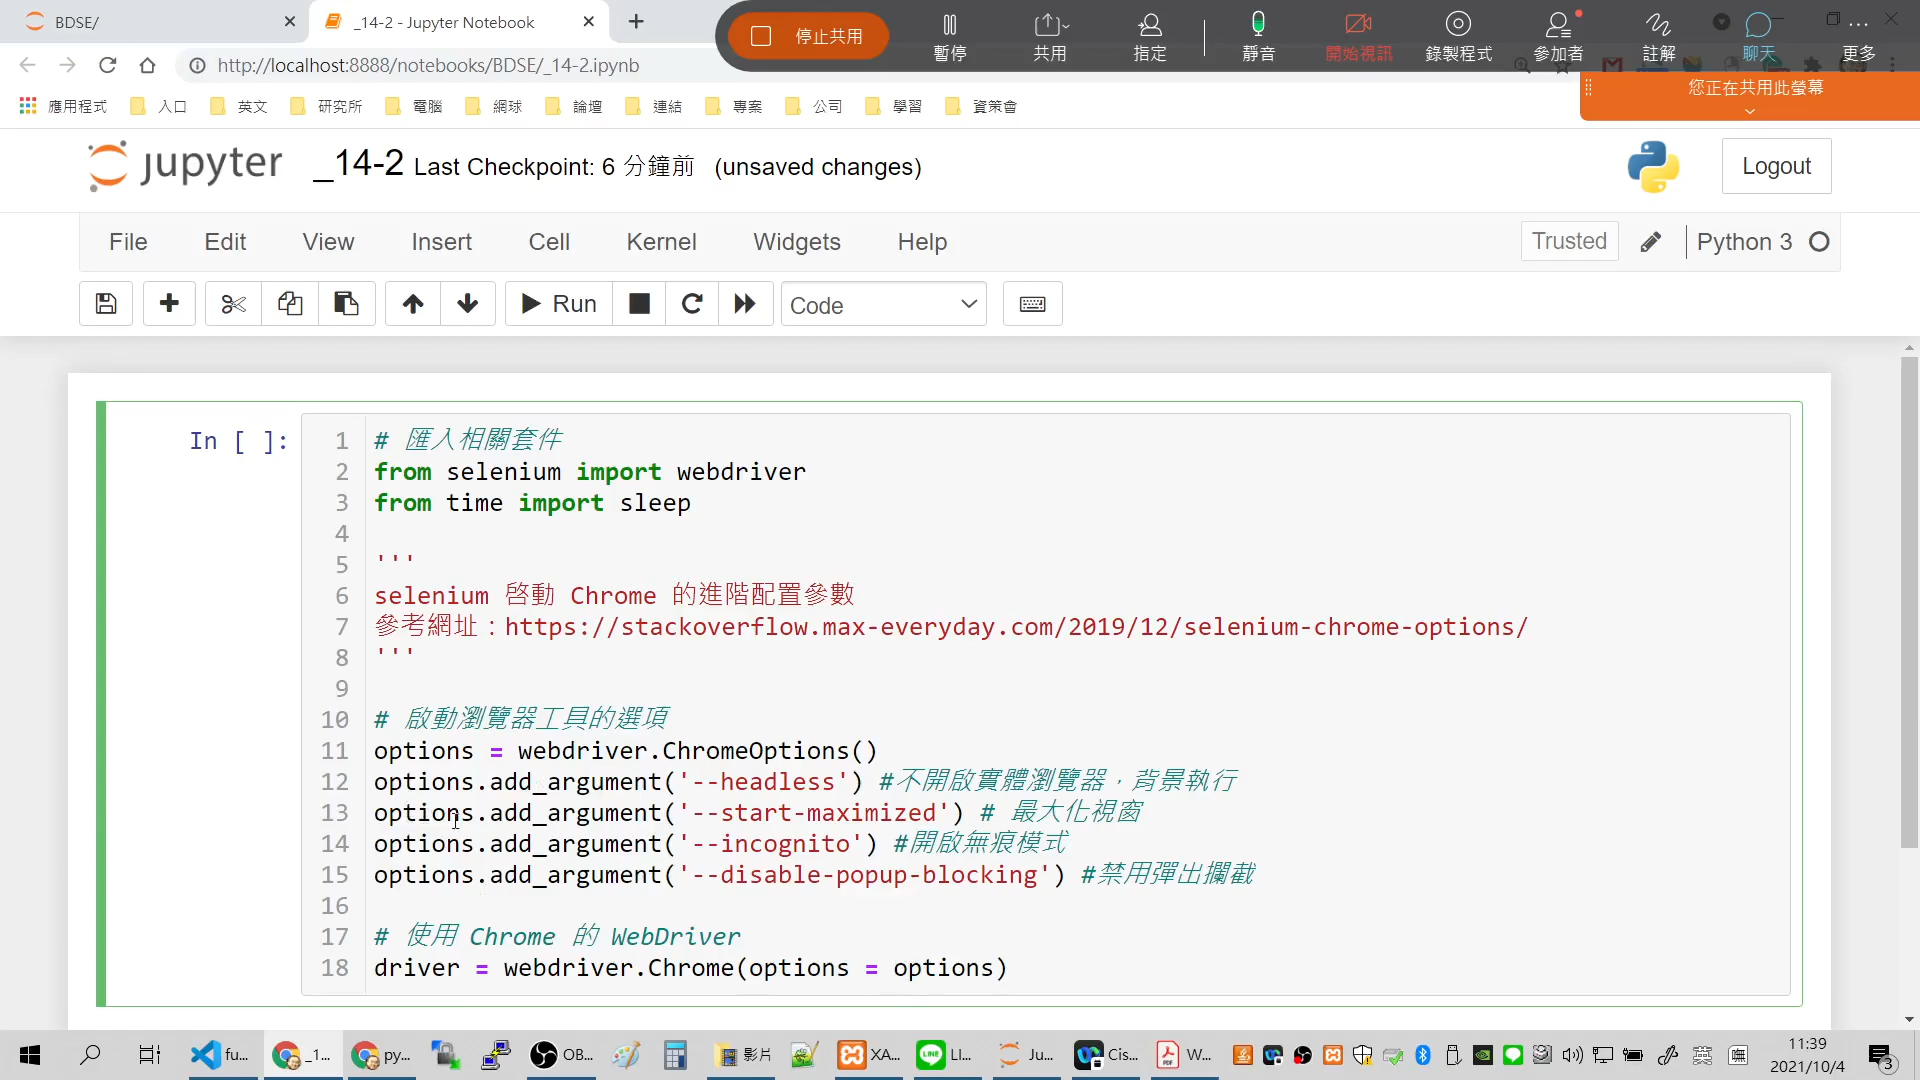 BDSE/
_14-2 - Jupyter Notebook
停止共用
暫停
共用
指定
靜音
開始視訊
錄製程式
參加者
註解
聊天
更多
http://localhost:8888/notebooks/BDSE/_14-2.ipynb
您正在共用此螢幕
應用程式
入口
英文
研究所
電腦
網球
論壇
連結
專案
公司
學習
資策會
jupyter
_14-2 Last Checkpoint: 6 分鐘前 (unsaved changes)
Logout
File Edit View Insert Cell Kernel Widgets Help
Trusted
Python 3
Run
Code
In [ ]:
1 # 匯入相關套件
2 from selenium import webdriver
3 from time import sleep
4
5 '''
6 selenium 啓動 Chrome 的進階配置參數
7 參考網址：https://stackoverflow.max-everyday.com/2019/12/selenium-chrome-options/
8 '''
9
10 # 啟動瀏覽器工具的選項
11 options = webdriver.ChromeOptions()
12 options.add_argument('--headless') #不開啟實體瀏覽器，背景執行
13 options.add_argument('--start-maximized') # 最大化視窗
14 options.add_argument('--incognito') #開啟無痕模式
15 options.add_argument('--disable-popup-blocking') #禁用彈出攔截
16
17 # 使用 Chrome 的 WebDriver
18 driver = webdriver.Chrome(options = options)
fu...
_1...
py...
OB...
影片
XA...
LI...
Ju...
Cis...
W...
英
11:39
2021/10/4
3